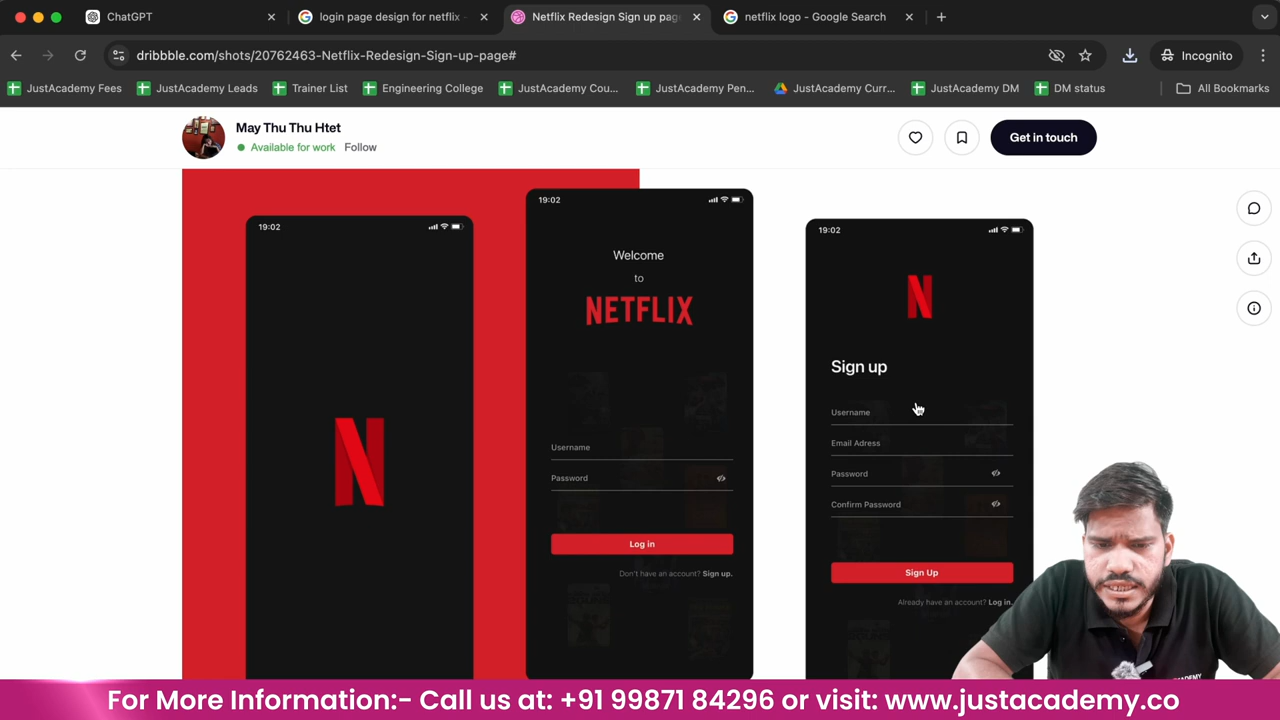 ChatGPT
login page design for netflix -
Netflix Redesign Sign up page
netflix logo - Google Search
dribbble.com/shots/20762463-Netflix-Redesign-Sign-up-page#
Incognito
JustAcademy Fees
JustAcademy Leads
Trainer List
Engineering College
JustAcademy Cou...
JustAcademy Pen...
JustAcademy Curr...
JustAcademy DM
DM status
All Bookmarks
May Thu Thu Htet
Available for work Follow
Get in touch
19:02
19:02
Welcome
to
NETFLIX
Username
Password
Log in
Don't have an account? Sign up.
19:02
N
Sign up
Username
Email Adress
Password
Confirm Password
Sign Up
Already have an account? Log in.
N
For More Information:- Call us at: +91 99871 84296 or visit: www.justacademy.co